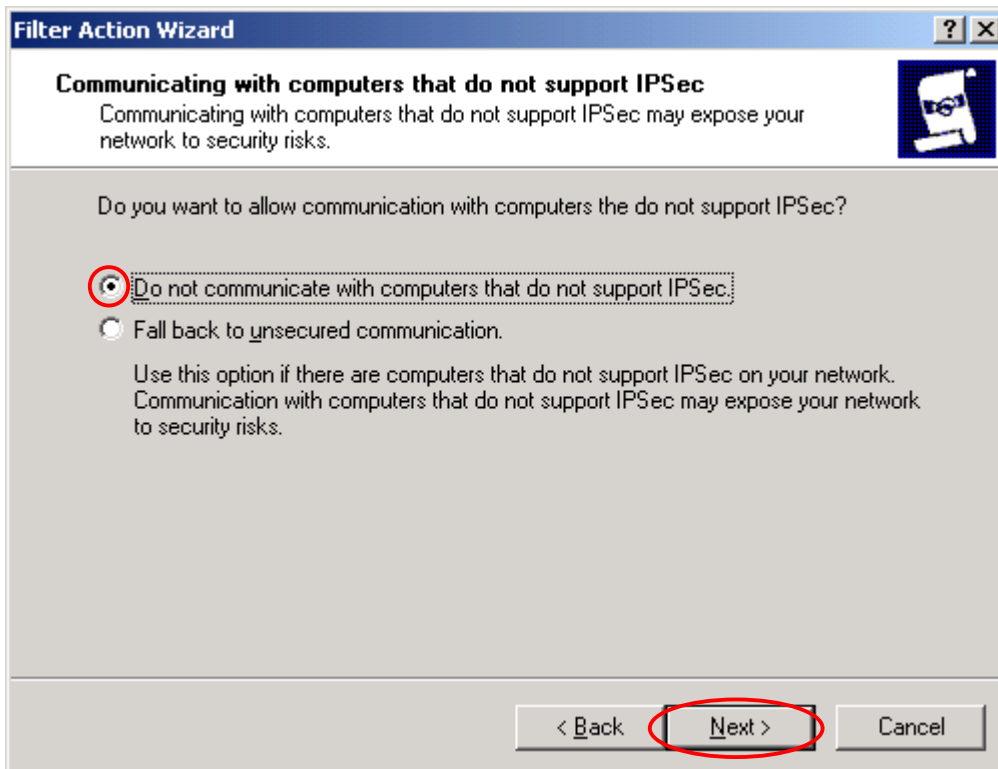 Filter Action Wizard
Communicating with computers that do not support IPSec
Communicating with computers that do not support IPSec may expose your
network to security risks.
Do you want to allow communication with computers the do not support IPSec?
Do not communicate with computers that do not support IPSec.
Fall back to unsecured communication.
Use this option if there are computers that do not support IPSec on your network.
Communication with computers that do not support IPSec may expose your network
to security risks.
< Back Next > Cancel